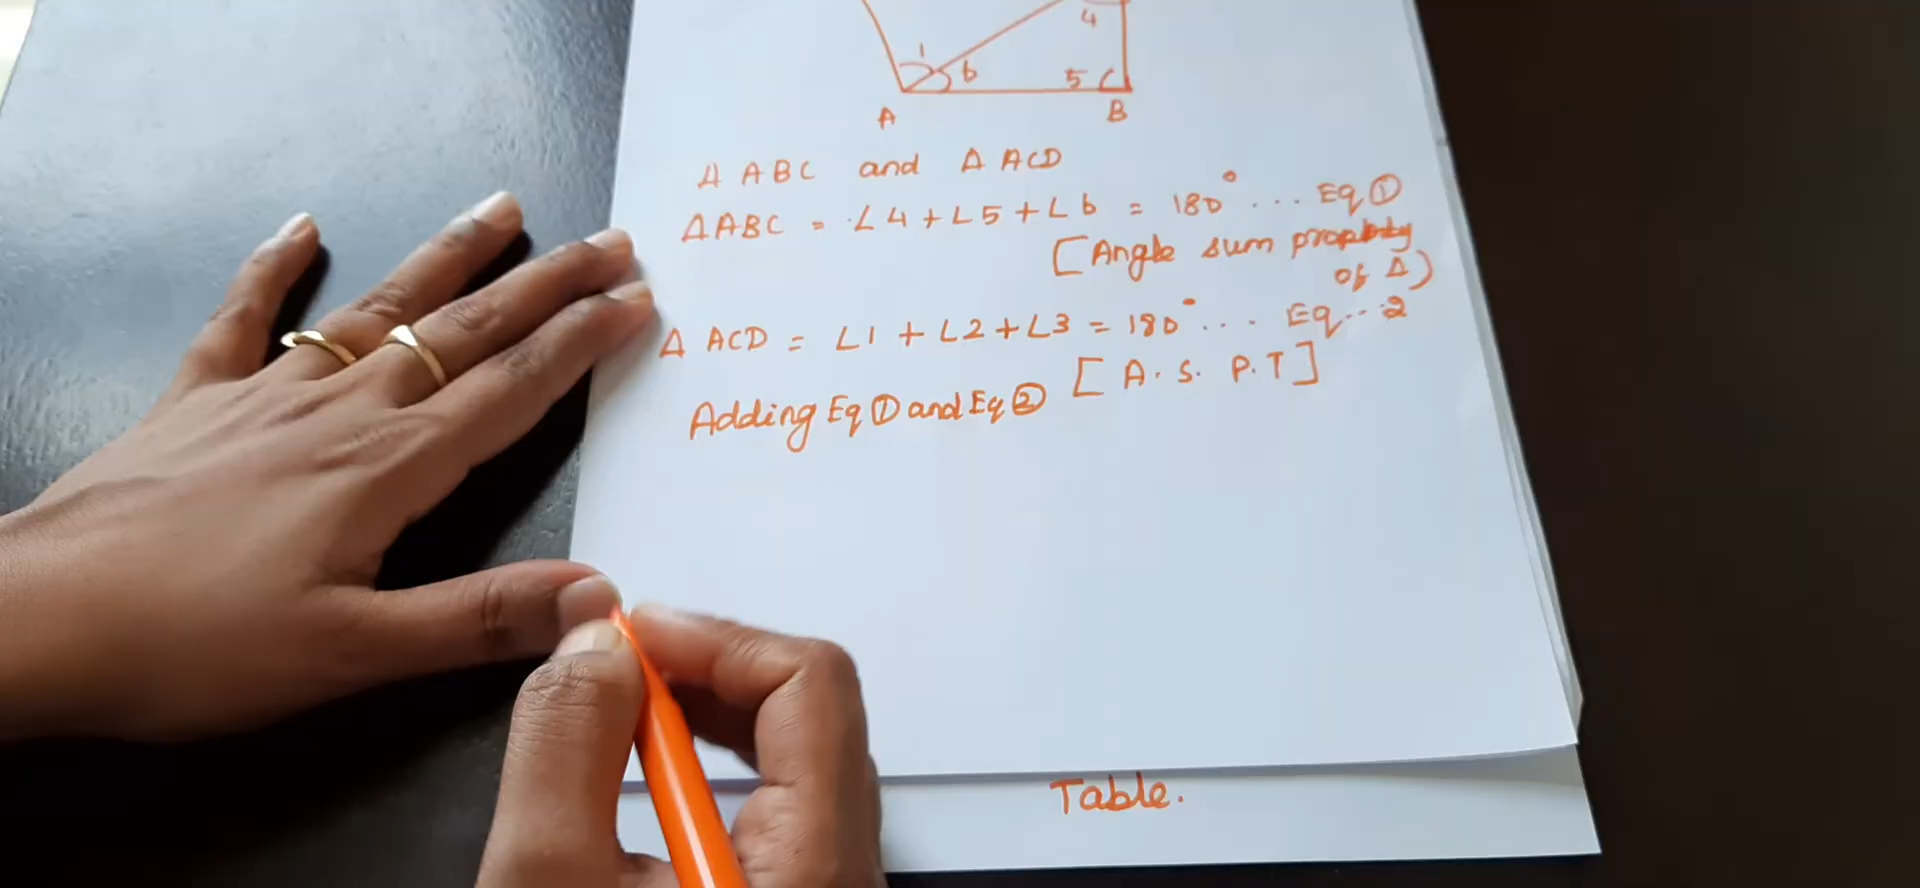 4
1
6
5
A
B
Δ ABC and Δ ACD
Δ ABC = ∠4 + ∠5 + ∠6 = 180° ... Eq ①
[Angle sum property
of Δ)
Δ ACD = ∠1 + ∠2 + ∠3 = 180° ... Eq.. 2
[A. S. P.T]
Adding Eq ① and Eq ②
Table.